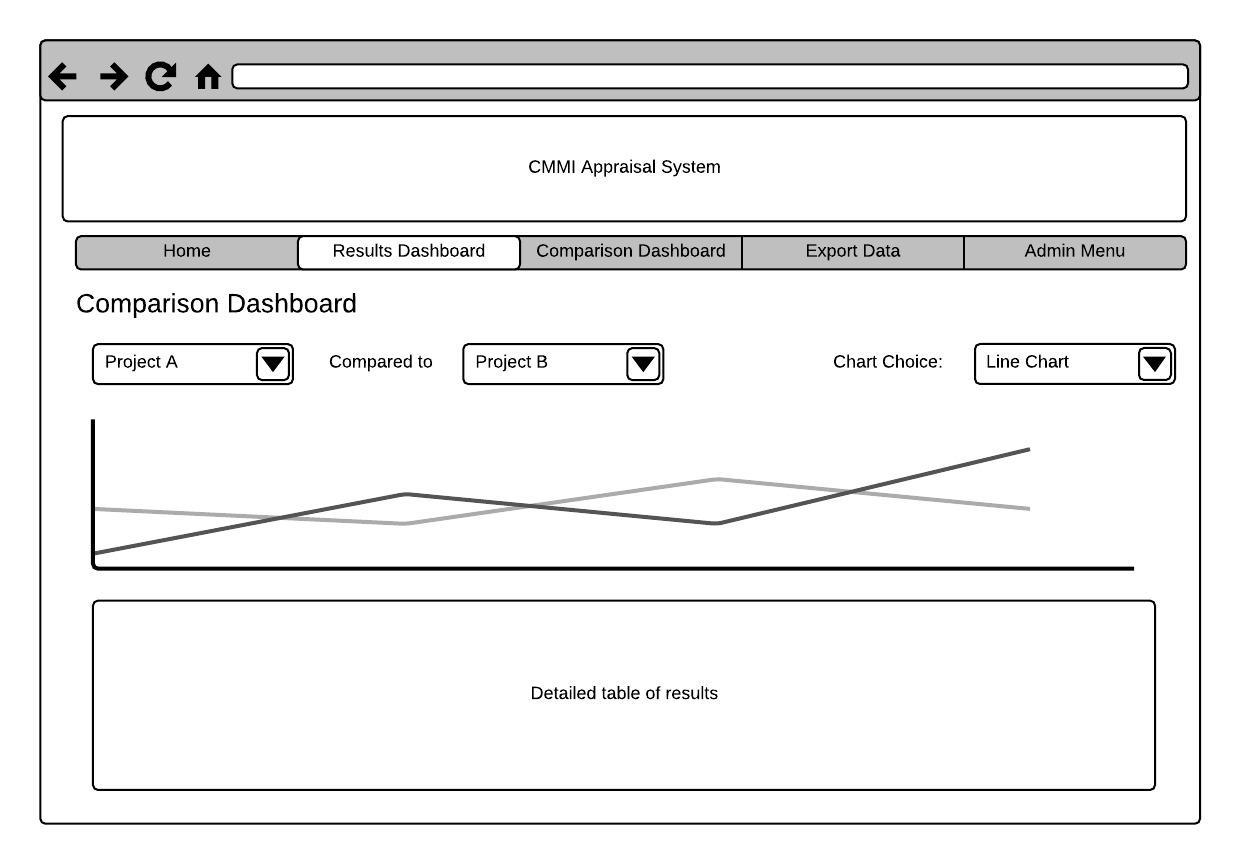 CMMI Appraisal System
Home Results Dashboard Comparison Dashboard Export Data Admin Menu
Comparison Dashboard
Project A Compared to Project B Chart Choice: Line Chart
Detailed table of results